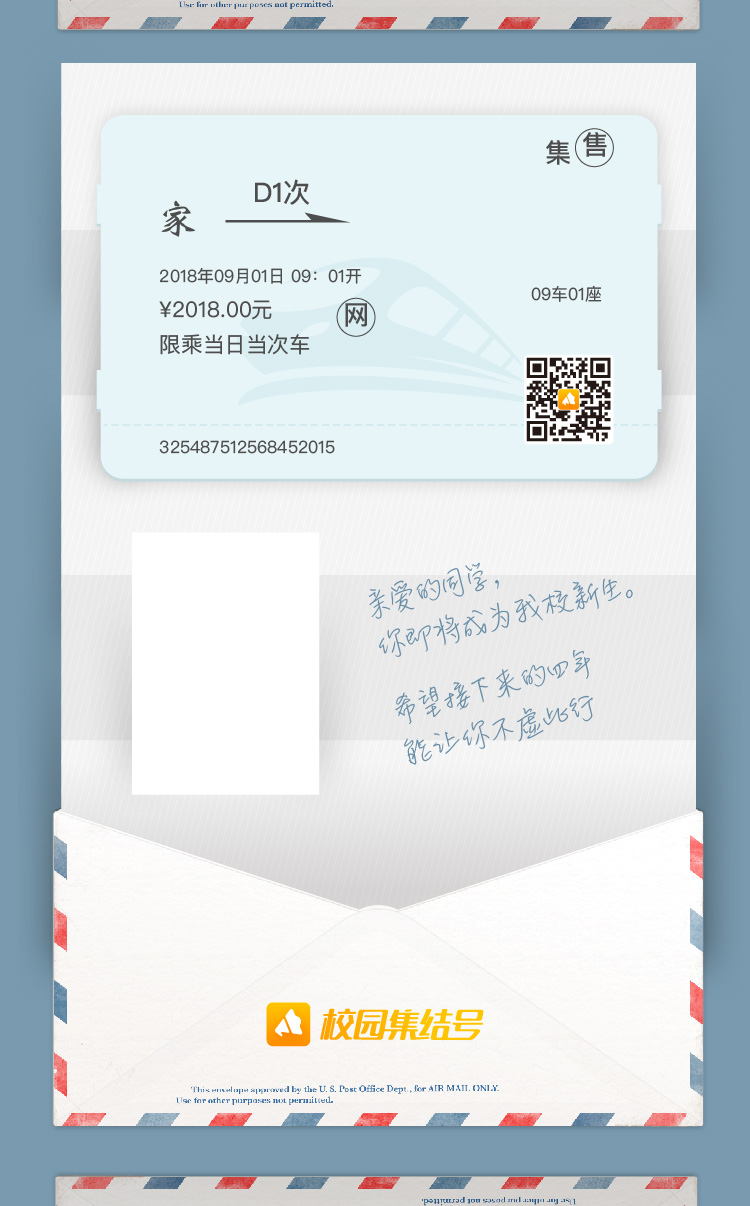 Use for other purposes not permitted.
集 售
D1次
家
2018年09月01日 09：01开
09车01座
¥2018.00元
网
限乘当日当次车
325487512568452015
亲爱的同学，
你即将成为我校新生。
希望接下来的四年
能让你不虚此行
校园集结号
This envelope approved by the U. S. Post Office Dept., for AIR MAIL ONLY.
Use for other purposes not permitted.
Use for other purposes not permitted.